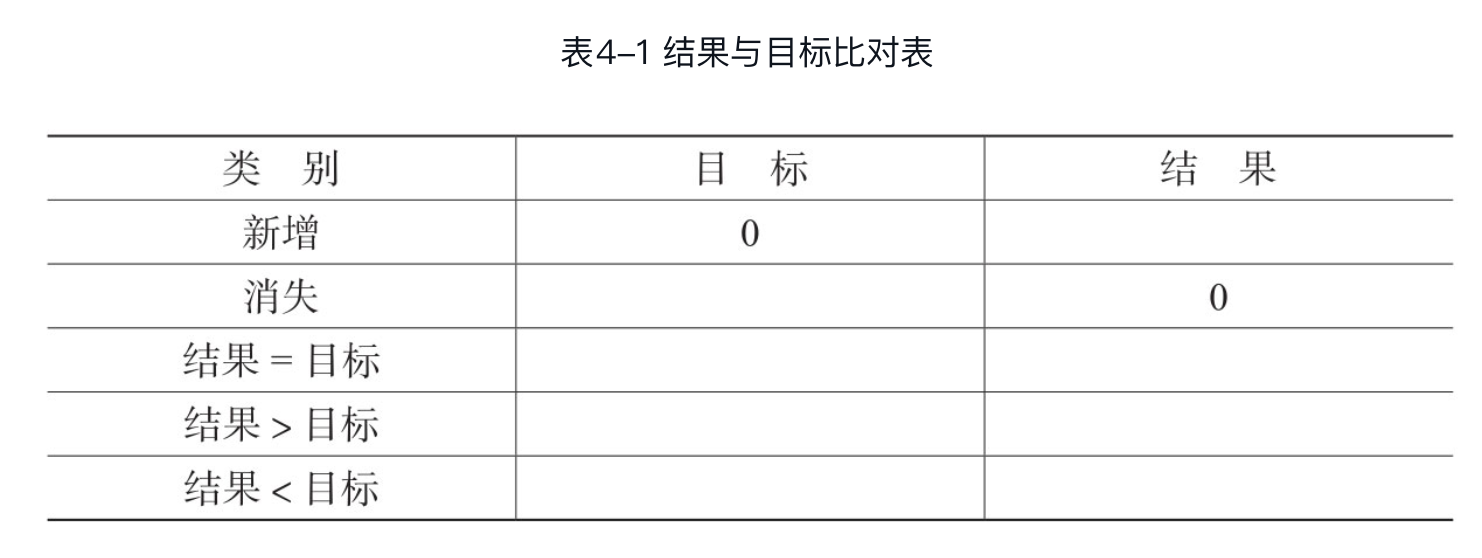 表4–1 结果与目标比对表
类 别 目 标 结 果
新增 0
消失 0
结果 = 目标
结果 > 目标
结果 < 目标